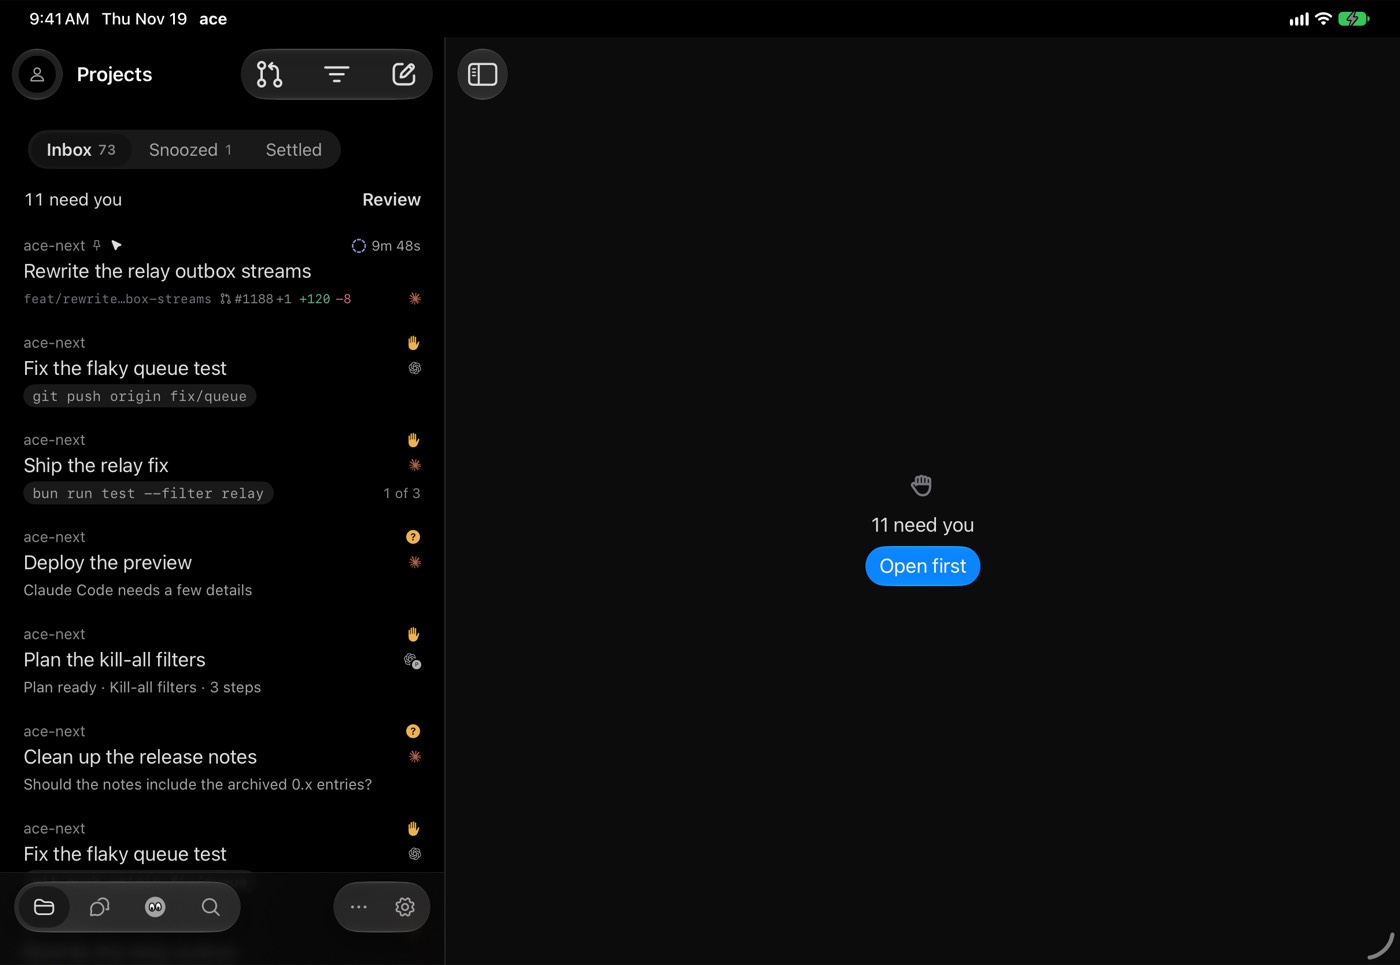 9:41 AM Thu Nov 19 ace
Projects
Inbox 73 Snoozed 1 Settled
11 need you Review
ace-next 9m 48s
Rewrite the relay outbox streams
feat/rewrite…box-streams #1188 +1 +120 −8
ace-next
Fix the flaky queue test
git push origin fix/queue
ace-next
Ship the relay fix
bun run test --filter relay 1 of 3
ace-next
Deploy the preview
Claude Code needs a few details
ace-next
Plan the kill-all filters
P
Plan ready · Kill-all filters · 3 steps
ace-next
Clean up the release notes
Should the notes include the archived 0.x entries?
ace-next
Fix the flaky queue test
11 need you
Open first